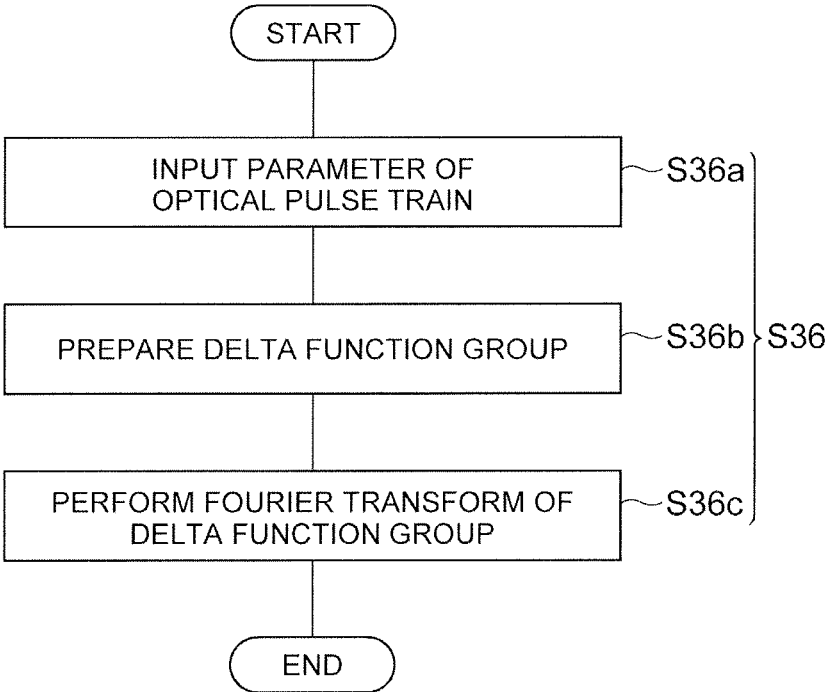 START
INPUT PARAMETER OF
OPTICAL PULSE TRAIN
S36a
PREPARE DELTA FUNCTION GROUP
S36b
S36
PERFORM FOURIER TRANSFORM OF
DELTA FUNCTION GROUP
S36c
END